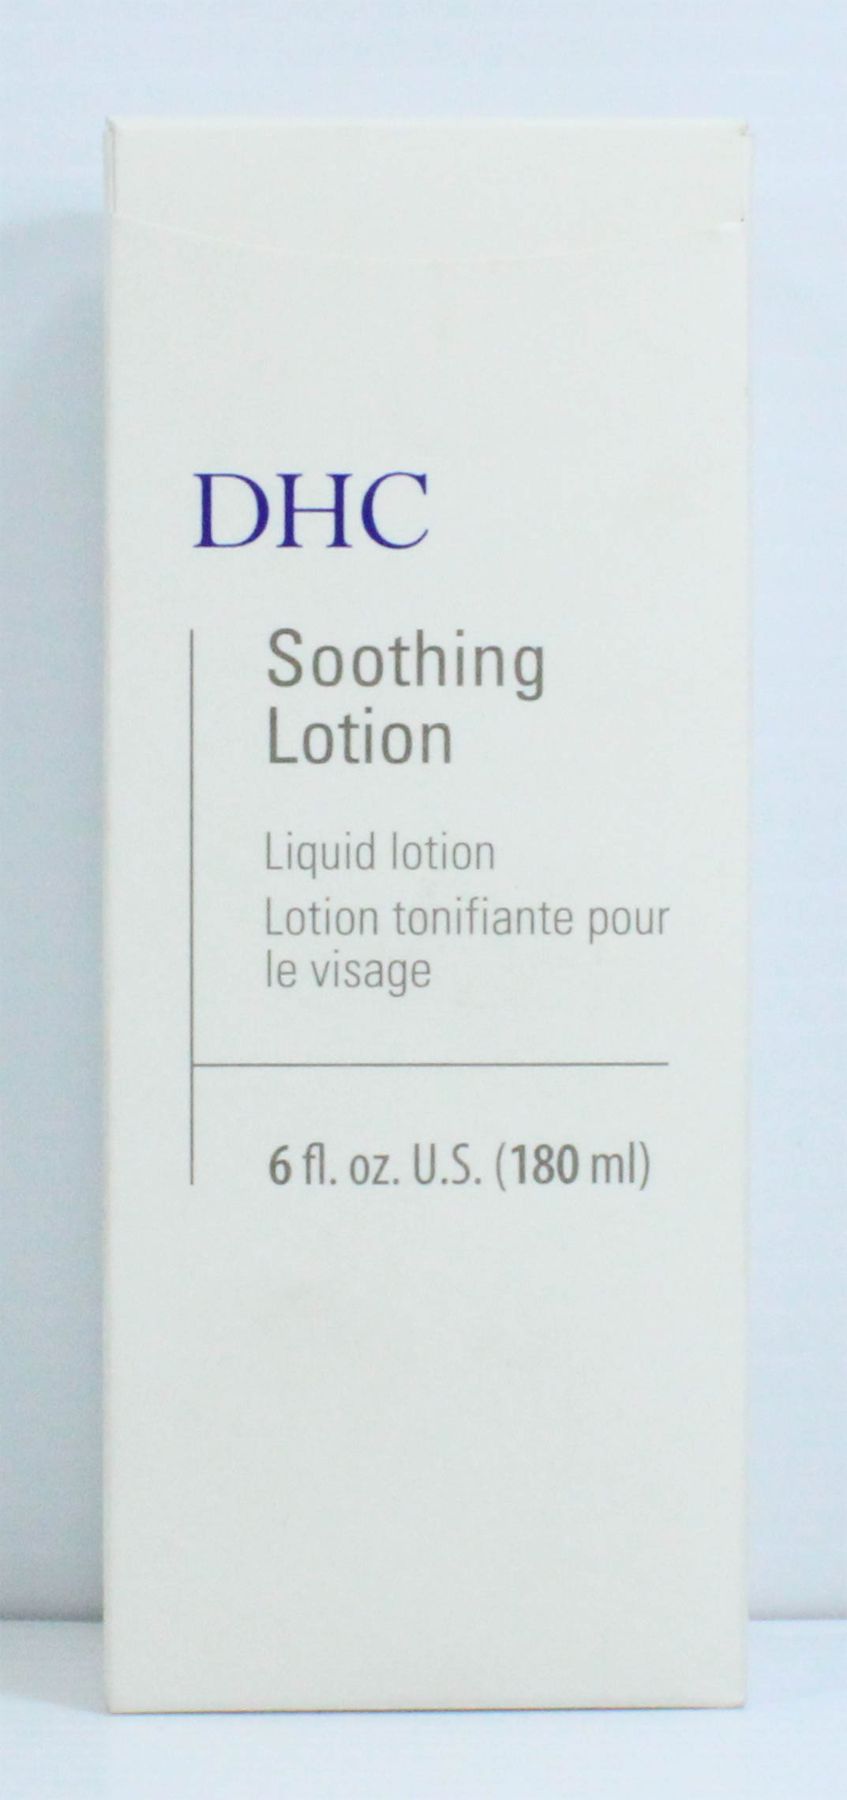 DHC
Soothing
Lotion
Liquid lotion
Lotion tonifiante pour
le visage
6 fl. oz. U.S. (180 ml)